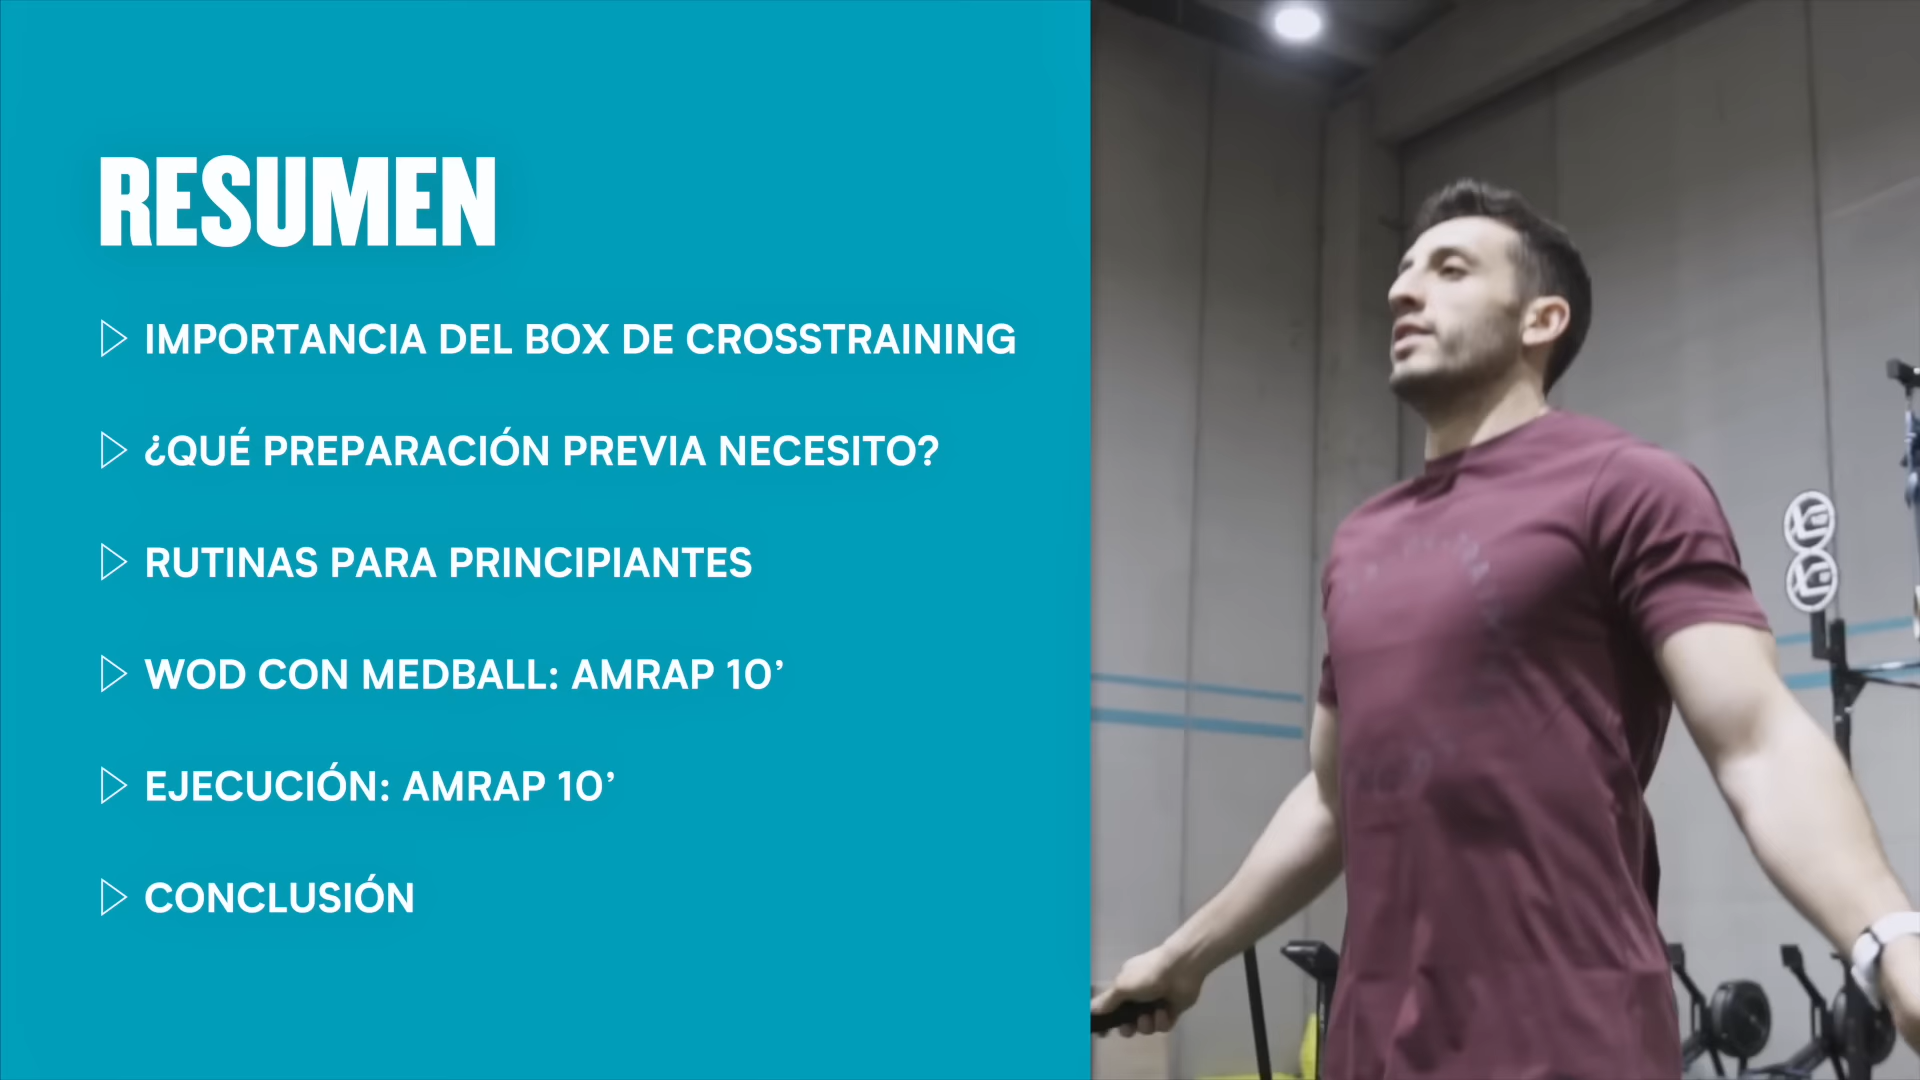 RESUMEN
IMPORTANCIA DEL BOX DE CROSSTRAINING
¿QUÉ PREPARACIÓN PREVIA NECESITO?
RUTINAS PARA PRINCIPIANTES
WOD CON MEDBALL: AMRAP 10’
EJECUCIÓN: AMRAP 10’
CONCLUSIÓN